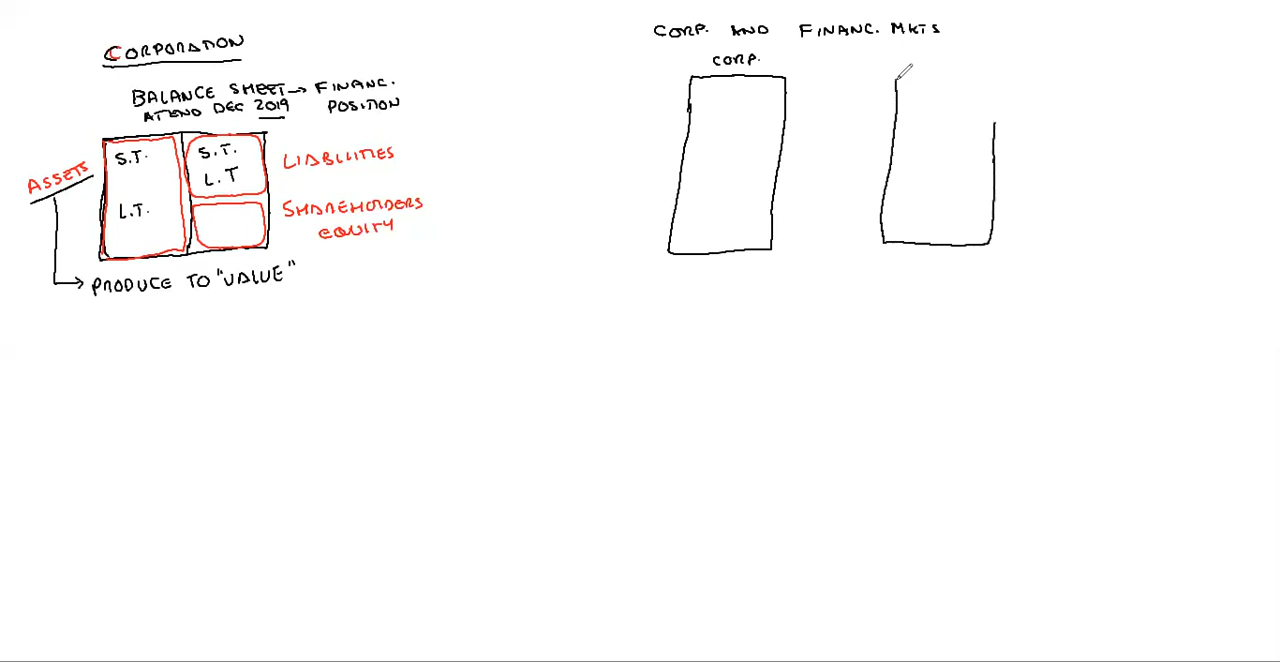 CORPORATION
BALANCE SHEET → FINANC.
AT END DEC 2019 POSITION
ASSETS
S.T.
L.T.
S.T.
L.T
LIABILITIES
SHAREHOLDERS
EQUITY
PRODUCE TO "VALUE"
CORP. AND FINANC. MKTS
CORP.